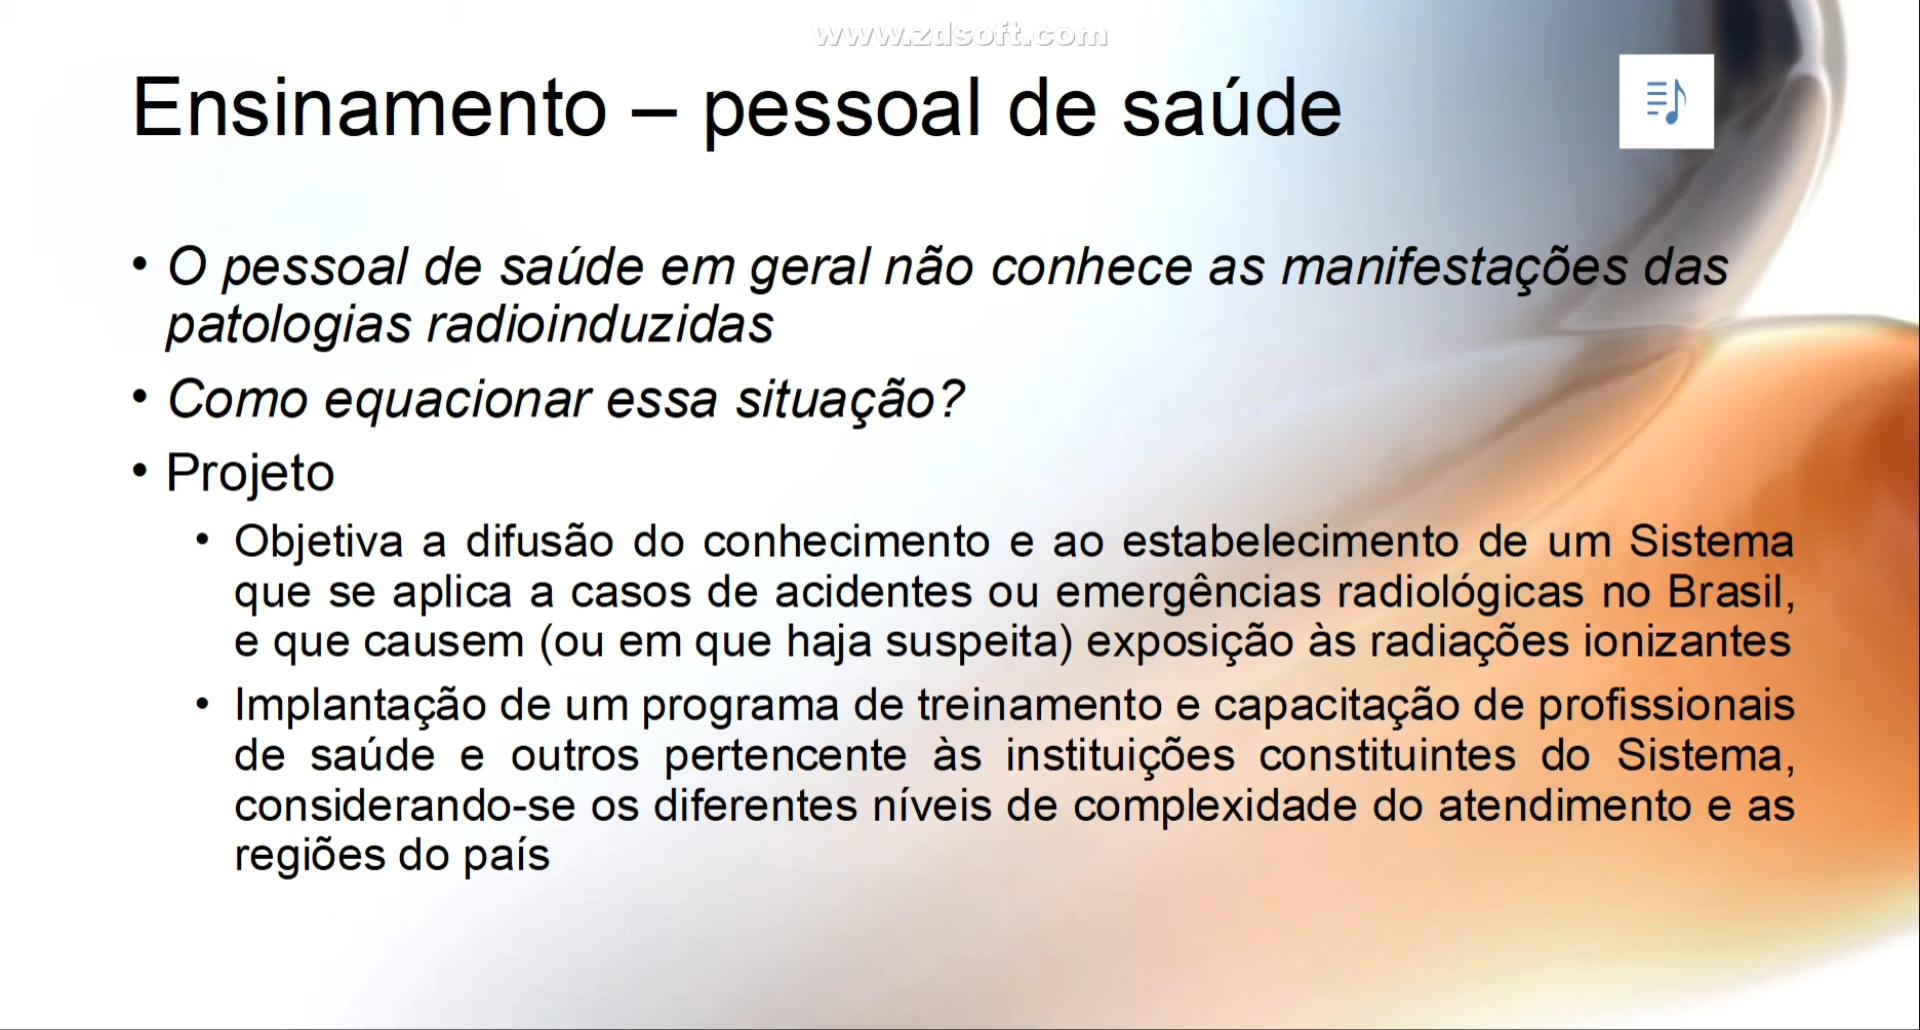 www.zdsoft.com
Ensinamento – pessoal de saúde
• O pessoal de saúde em geral não conhece as manifestações das
patologias radioinduzidas
• Como equacionar essa situação?
• Projeto
• Objetiva a difusão do conhecimento e ao estabelecimento de um Sistema
que se aplica a casos de acidentes ou emergências radiológicas no Brasil,
e que causem (ou em que haja suspeita) exposição às radiações ionizantes
• Implantação de um programa de treinamento e capacitação de profissionais
de saúde e outros pertencente às instituições constituintes do Sistema,
considerando-se os diferentes níveis de complexidade do atendimento e as
regiões do país